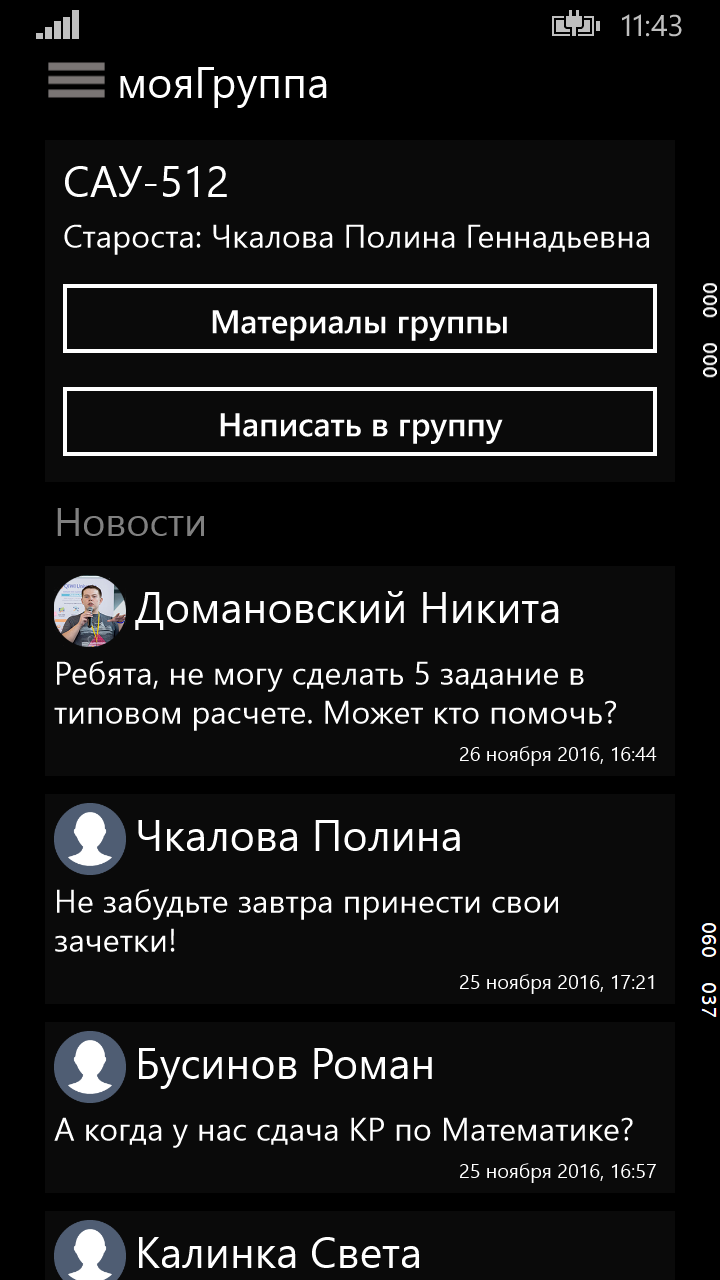 11:43
мояГруппа
САУ-512
Староста: Чкалова Полина Геннадьевна
Материалы группы
Написать в группу
000
000
Новости
Домановский Никита
Ребята, не могу сделать 5 задание в
типовом расчете. Может кто помочь?
26 ноября 2016, 16:44
Чкалова Полина
Не забудьте завтра принести свои
зачетки!
25 ноября 2016, 17:21
060
037
Бусинов Роман
А когда у нас сдача КР по Математике?
25 ноября 2016, 16:57
Калинка Света